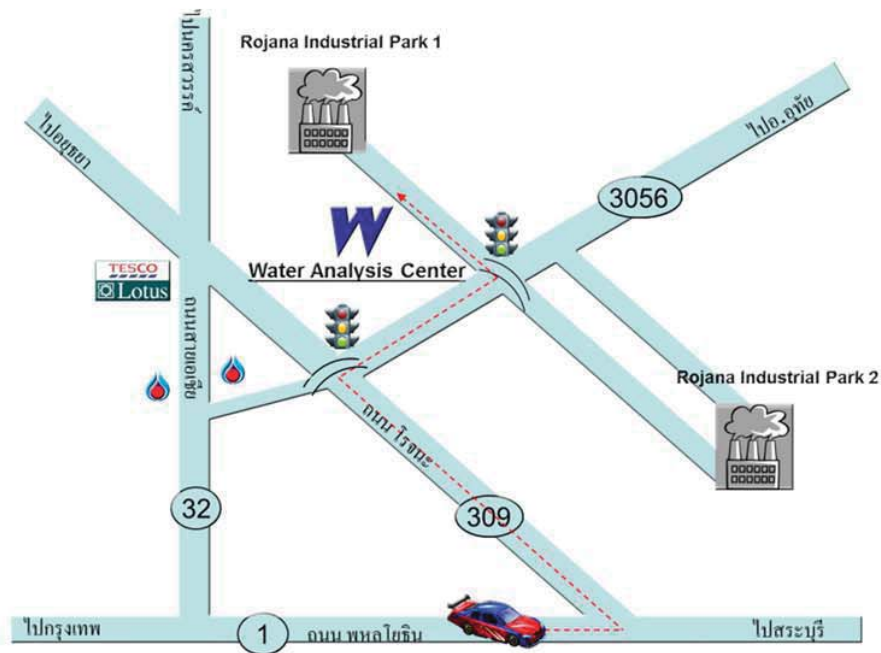 Rojana Industrial Park 1
ไปนครสวรรค์
ไปอยุธยา
ไปอ.อุทัย
3056
W
Water Analysis Center
TESCO
Lotus
ถนนสายเอเซีย
Rojana Industrial Park 2
ถนน โรจนะ
32
309
ไปกรุงเทพ
1
ถนน พหลโยธิน
ไปสระบุรี